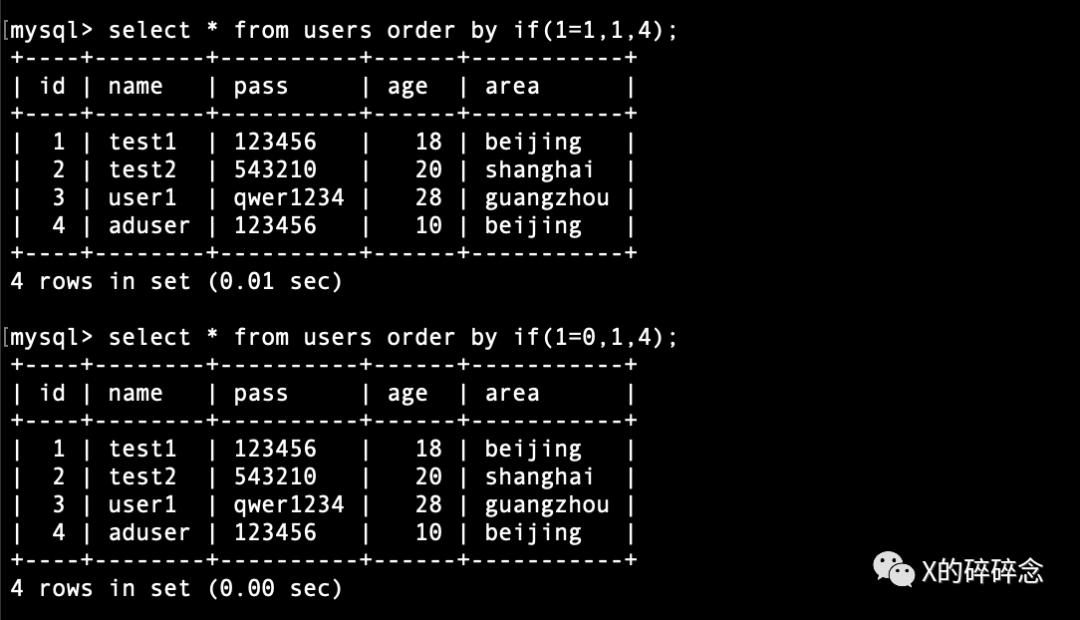 [mysql> select * from users order by if(1=1,1,4);
+----+--------+----------+------+-----------+
| id | name   | pass     | age  | area      |
+----+--------+----------+------+-----------+
|  1 | test1  | 123456   |   18 | beijing   |
|  2 | test2  | 543210   |   20 | shanghai  |
|  3 | user1  | qwer1234 |   28 | guangzhou |
|  4 | aduser | 123456   |   10 | beijing   |
+----+--------+----------+------+-----------+
4 rows in set (0.01 sec)

[mysql> select * from users order by if(1=0,1,4);
+----+--------+----------+------+-----------+
| id | name   | pass     | age  | area      |
+----+--------+----------+------+-----------+
|  1 | test1  | 123456   |   18 | beijing   |
|  2 | test2  | 543210   |   20 | shanghai  |
|  3 | user1  | qwer1234 |   28 | guangzhou |
|  4 | aduser | 123456   |   10 | beijing   |
+----+--------+----------+------+-----------+
4 rows in set (0.00 sec)
X的碎碎念